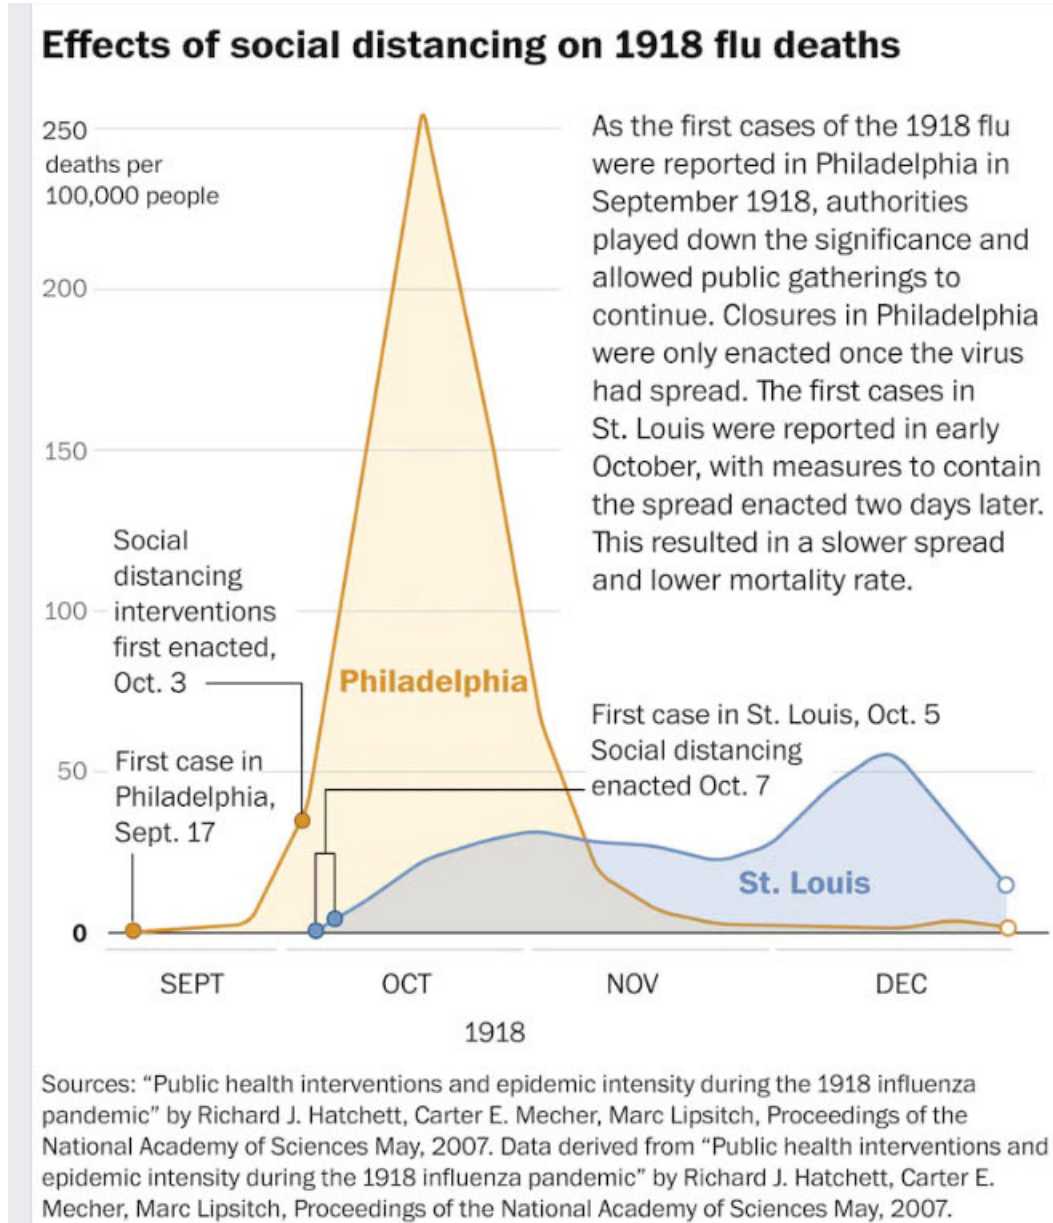 Effects of social distancing on 1918 flu deaths
250
deaths per
100,000 people
200
150
100
50
0
As the first cases of the 1918 flu
were reported in Philadelphia in
September 1918, authorities
played down the significance and
allowed public gatherings to
continue. Closures in Philadelphia
were only enacted once the virus
had spread. The first cases in
St. Louis were reported in early
October, with measures to contain
the spread enacted two days later.
This resulted in a slower spread
and lower mortality rate.
Social
distancing
interventions
first enacted,
Oct. 3
Philadelphia
First case in
Philadelphia,
Sept. 17
First case in St. Louis, Oct. 5
Social distancing
enacted Oct. 7
St. Louis
SEPT
OCT
NOV
DEC
1918
Sources: “Public health interventions and epidemic intensity during the 1918 influenza
pandemic” by Richard J. Hatchett, Carter E. Mecher, Marc Lipsitch, Proceedings of the
National Academy of Sciences May, 2007. Data derived from “Public health interventions and
epidemic intensity during the 1918 influenza pandemic” by Richard J. Hatchett, Carter E.
Mecher, Marc Lipsitch, Proceedings of the National Academy of Sciences May, 2007.